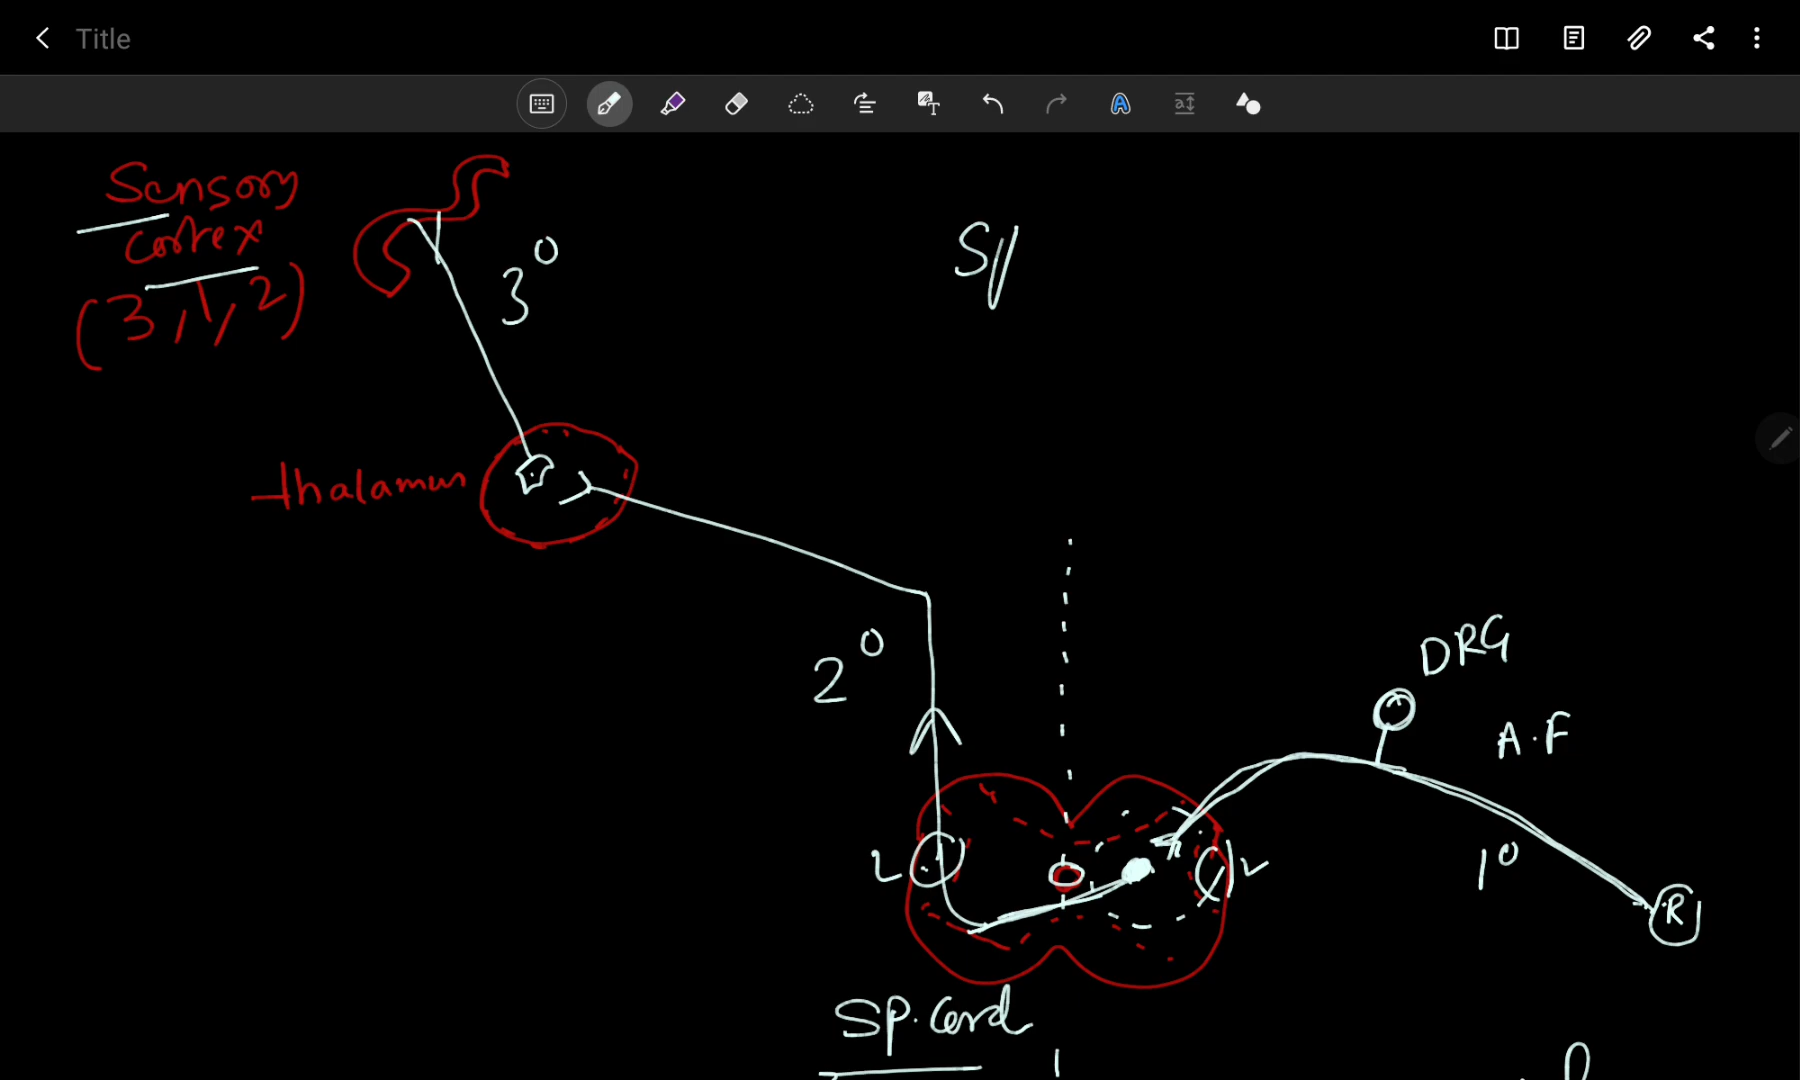 Title
Sensory
Cortex
(3,1,2)
3°
S
thalamus
2°
DRG
A.F
1°
L
L
R
Sp. Cord